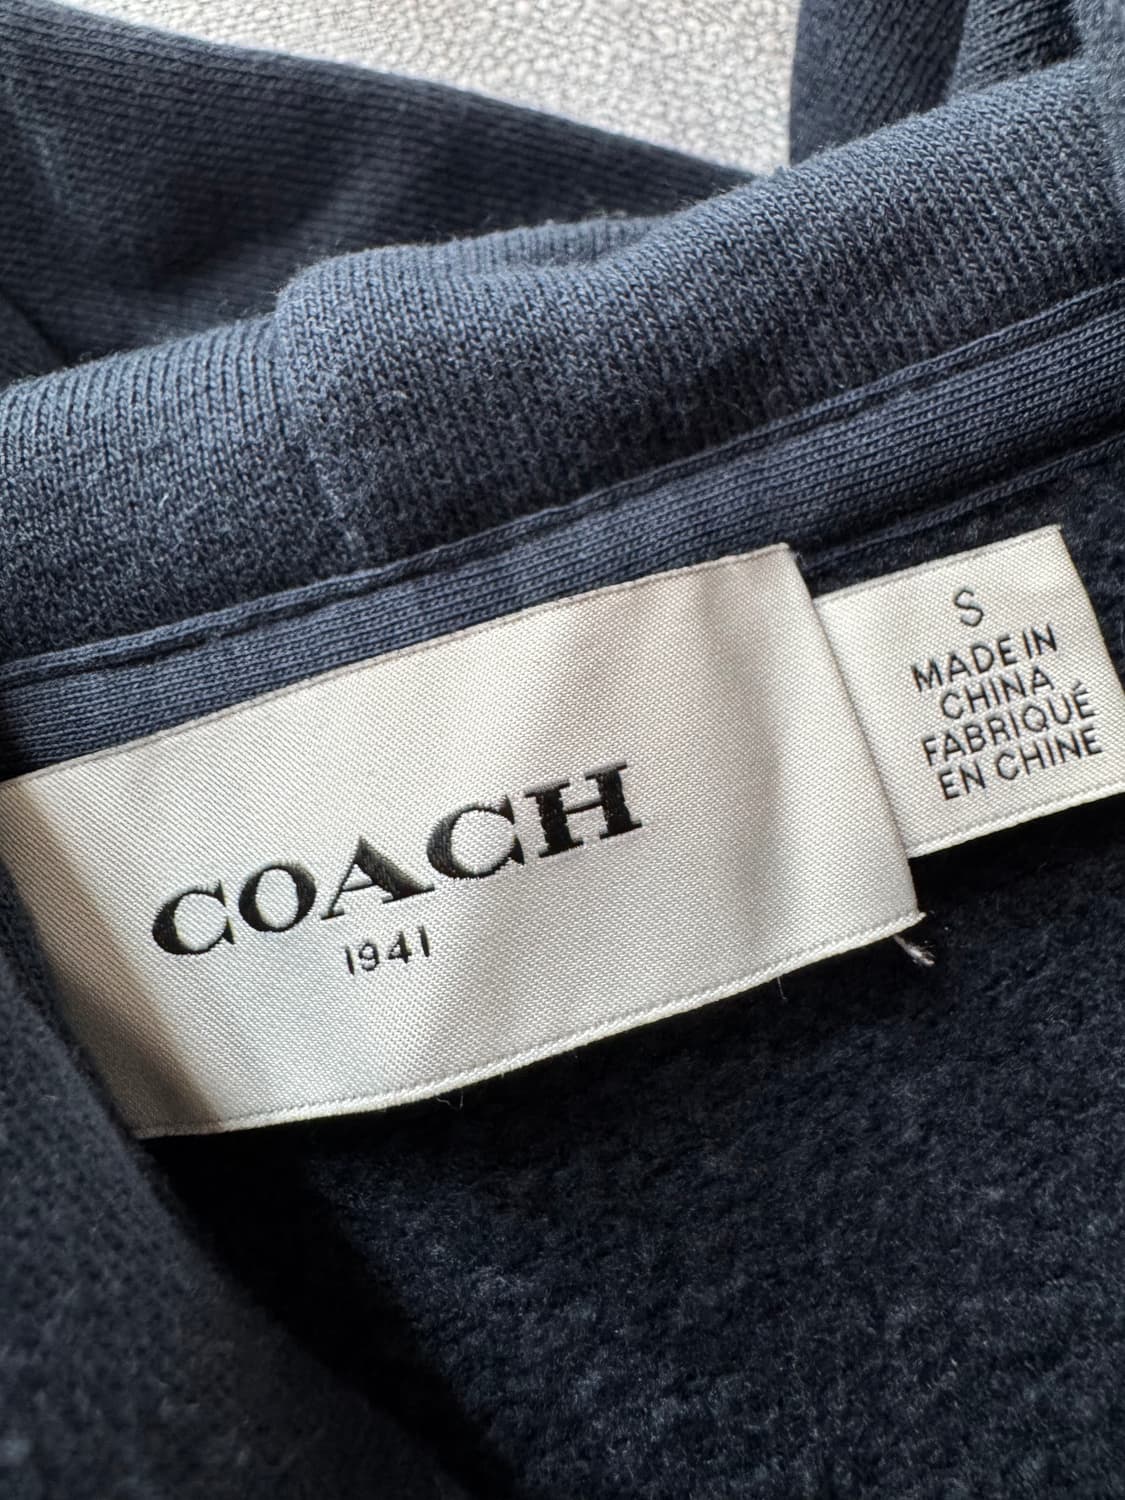 COACH
1941
S
MADE IN
CHINA
FABRIQUÉ
EN CHINE